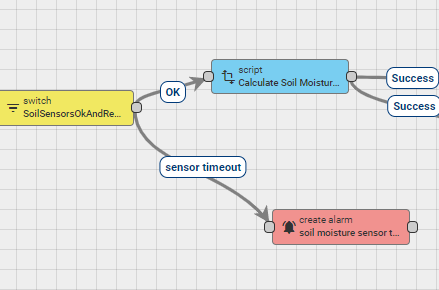 script
Calculate Soil Moistur...
Success
OK
Success
switch
SoilSensorsOkAndRe...
sensor timeout
create alarm
soil moisture sensor t...